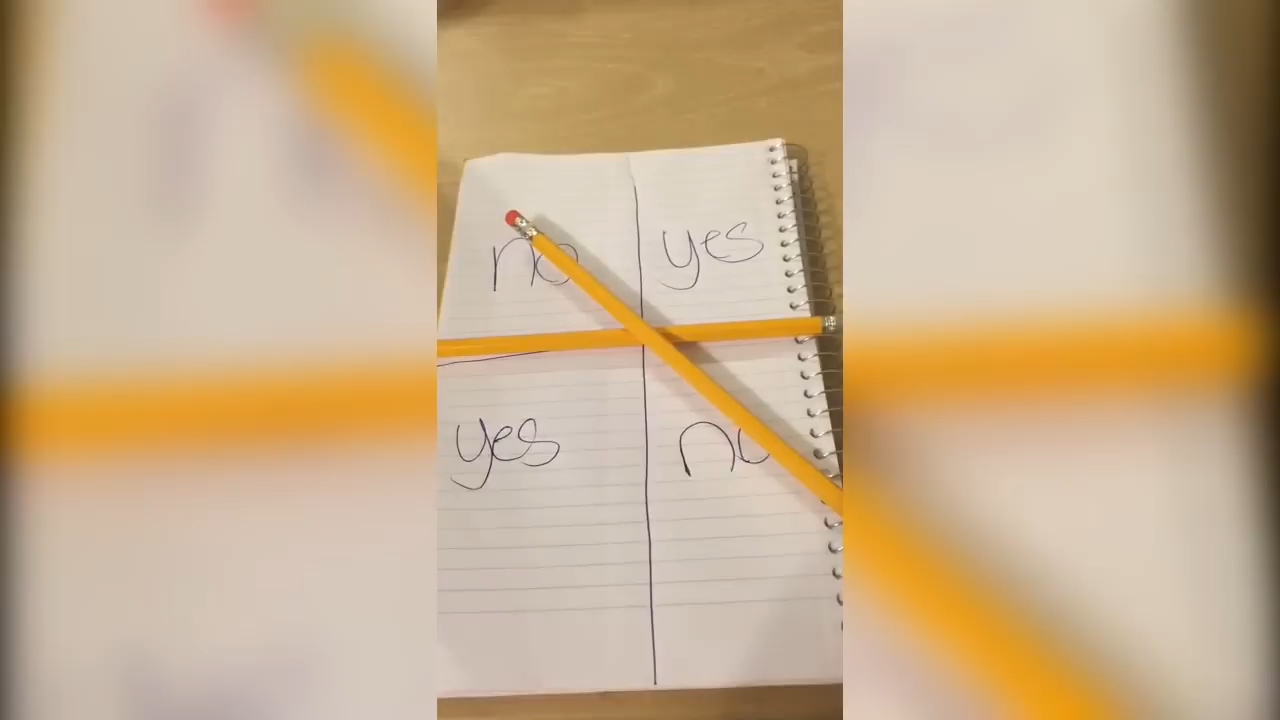 no yes
yes no